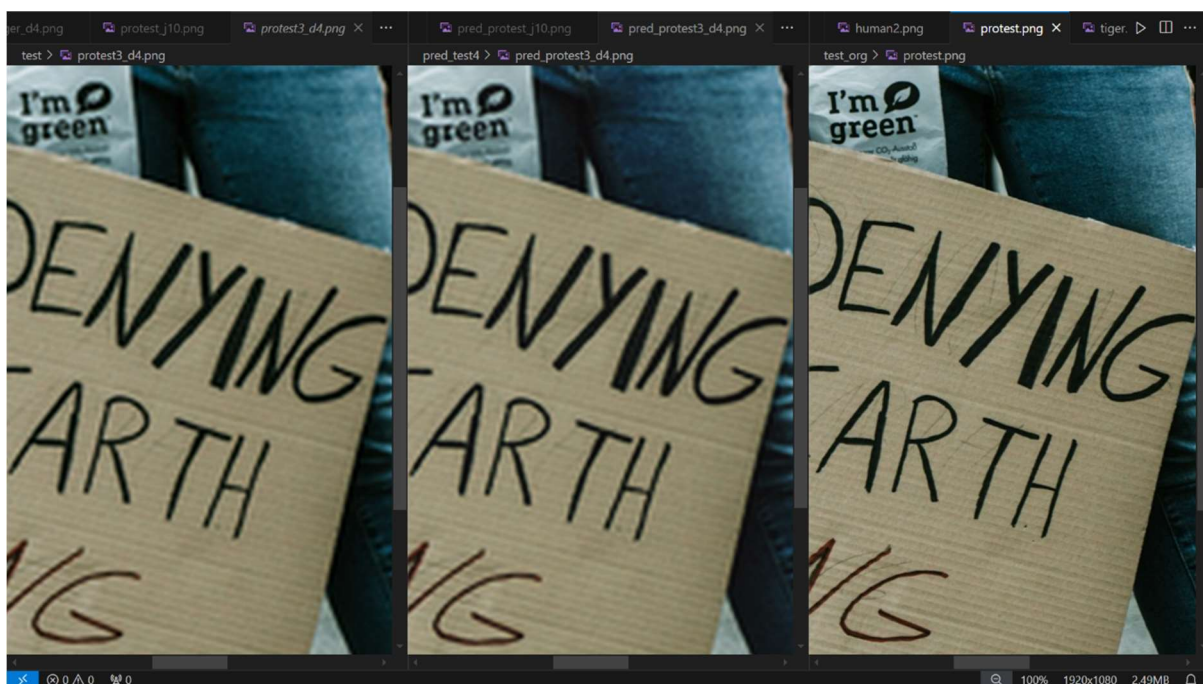 ger_d4.png protest_j10.png protest3_d4.png pred_protest_j10.png pred_protest3_d4.png human2.png protest.png tiger.
test > protest3_d4.png pred_test4 > pred_protest3_d4.png test_org > protest.png
I'm
green
DENYING
ARTH
NG
I'm
green
DENYING
ARTH
NG
I'm
green
CO₂-Ausstoß
DENYING
ARTH
NG
0 0 0 100% 1920x1080 2.49MB